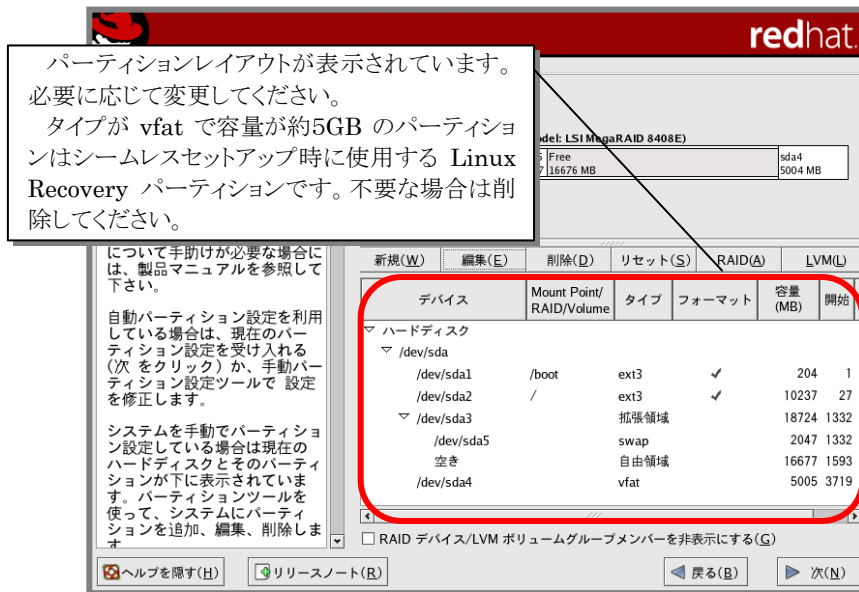 redhat.
パーティションレイアウトが表示されています。
必要に応じて変更してください。
タイプが vfat で容量が約5GB のパーティショ
ンはシームレスセットアップ時に使用する Linux
Recovery パーティションです。不要な場合は削
除してください。
del: LSI MegaRAID 8408E)
Free
16676 MB
sda4
5004 MB
について手助けが必要な場合に
は、製品マニュアルを参照して
下さい。
自動パーティション設定を利用
している場合は、現在のパー
ティション設定を受け入れる
(次 をクリック）か、手動パー
ティション設定ツールで 設定
を修正します。
システムを手動でパーティショ
ン設定している場合は現在の
ハードディスクとそのパーティ
ションが下に表示されていま
す。パーティションツールを
使って、システムにパーティ
ションを追加、編集、削除しま
新規(W) 編集(E) 削除(D) リセット(S) RAID(A) LVM(L)
デバイス Mount Point/ RAID/Volume タイプ フォーマット 容量 (MB) 開始
ハードディスク
/dev/sda
/dev/sda1 /boot ext3 ✓ 204 1
/dev/sda2 / ext3 ✓ 10237 27
/dev/sda3 拡張領域 18724 1332
/dev/sda5 swap 2047 1332
空き 自由領域 16677 1593
/dev/sda4 vfat 5005 3719
RAID デバイス/LVM ボリュームグループメンバーを非表示にする(G)
ヘルプを隠す(H) リリースノート(R) 戻る(B) 次(N)